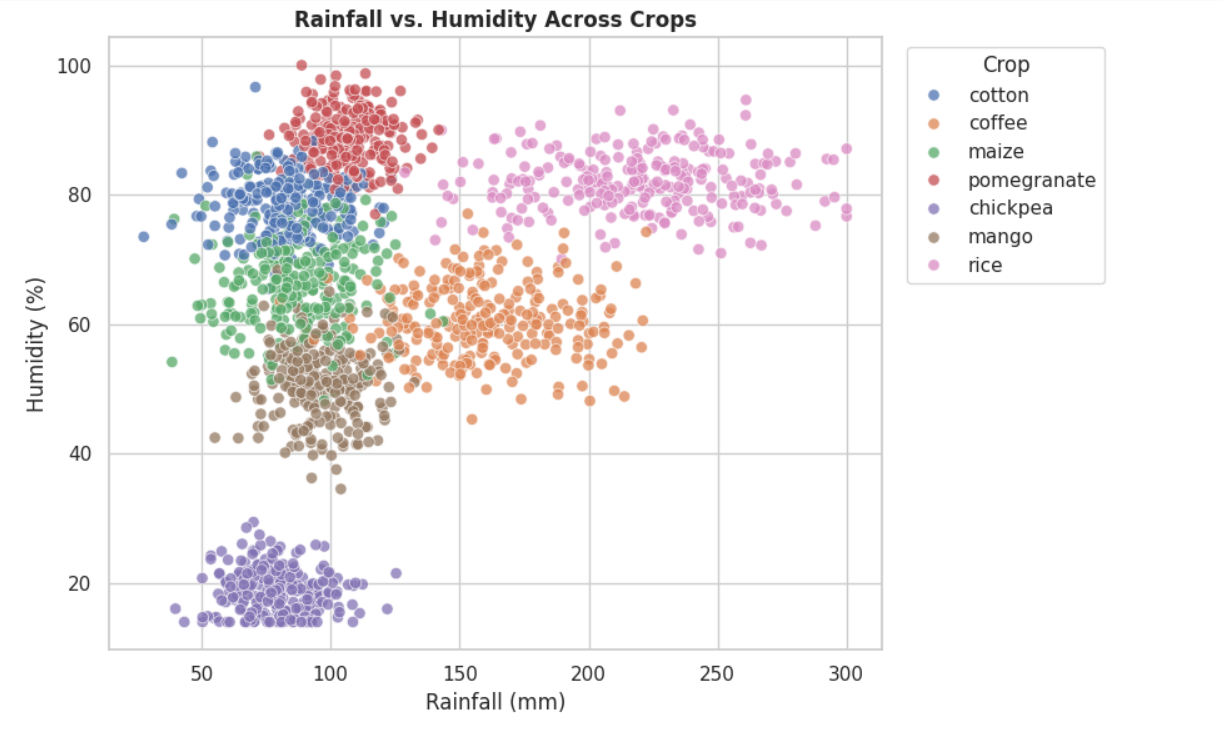 Rainfall vs. Humidity Across Crops
Humidity (%)
100
80
60
40
20
50 100 150 200 250 300
Rainfall (mm)
Crop
cotton
coffee
maize
pomegranate
chickpea
mango
rice